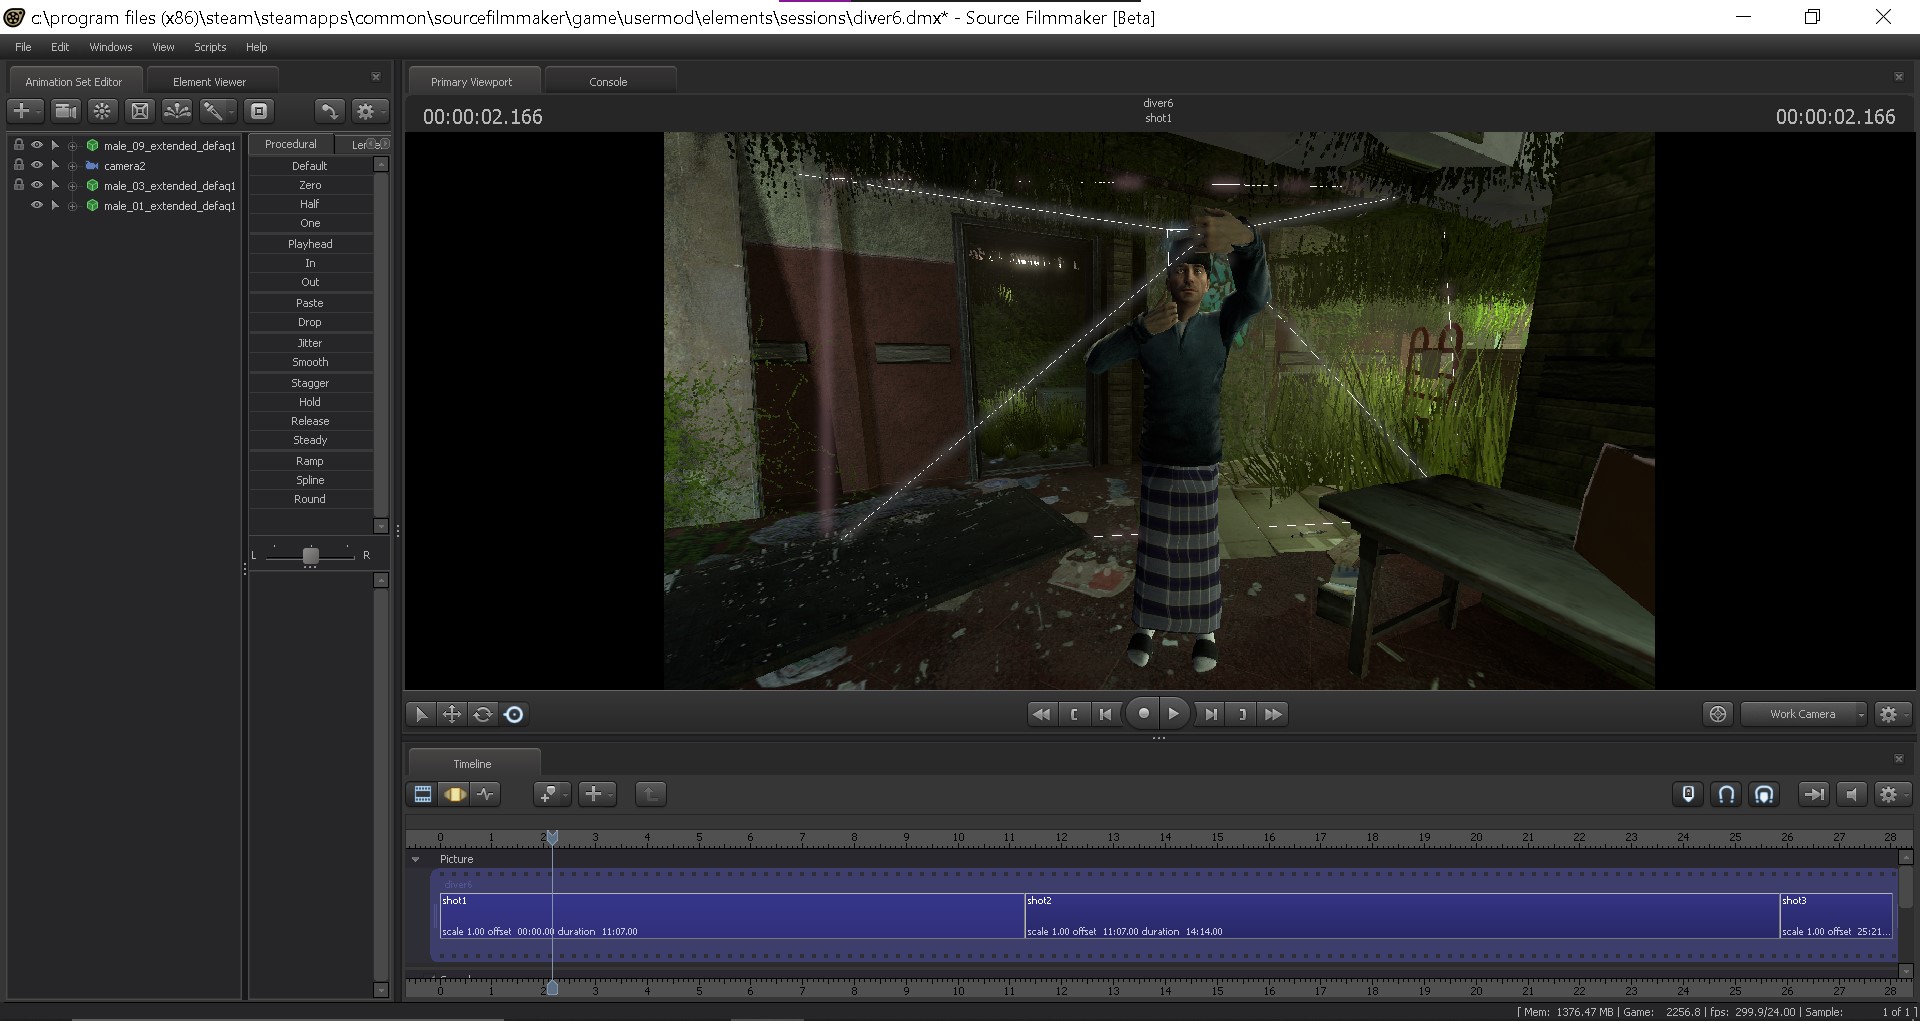 c:\program files (x86)\steam\steamapps\common\sourcefilmmaker\game\usermod\elements\sessions\diver6.dmx* - Source Filmmaker [Beta]
File Edit Windows View Scripts Help
Animation Set Editor Element Viewer
Primary Viewport Console
00:00:02.166
diver6
shot1
00:00:02.166
male_09_extended_defaq1
camera2
male_03_extended_defaq1
male_01_extended_defaq1
Procedural
Default
Zero
Half
One
Playhead
In
Out
Paste
Drop
Jitter
Smooth
Stagger
Hold
Release
Steady
Ramp
Spline
Round
L R
Work Camera
Timeline
0 1 2 3 4 5 6 7 8 9 10 11 12 13 14 15 16 17 18 19 20 21 22 23 24 25 26 27 28
Picture
diver6
shot1 shot2 shot3
scale 1.00 offset 00:00.00 duration 11:07.00 scale 1.00 offset 11:07.00 duration 14:14.00 scale 1.00 offset 25:21...
0 1 2 3 4 5 6 7 8 9 10 11 12 13 14 15 16 17 18 19 20 21 22 23 24 25 26 27 28
[ Mem: 1376.47 MB | Game: 2256.8 | fps: 299.9/24.00 | Sample: 1 of 1 ]